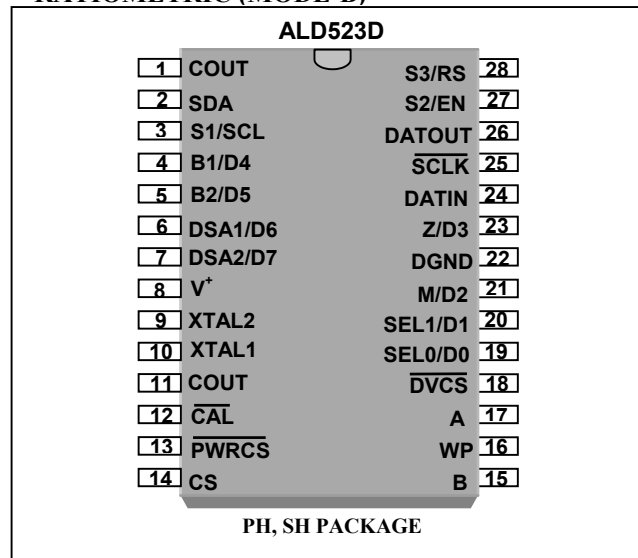 RATIOMETRIC (MODE B)
ALD523D
1 COUT S3/RS 28
2 SDA S2/EN 27
3 S1/SCL DATOUT 26
4 B1/D4 SCLK 25
5 B2/D5 DATIN 24
6 DSA1/D6 Z/D3 23
7 DSA2/D7 DGND 22
8 V+ M/D2 21
9 XTAL2 SEL1/D1 20
10 XTAL1 SEL0/D0 19
11 COUT DVCS 18
12 CAL A 17
13 PWRCS WP 16
14 CS B 15
PH, SH PACKAGE